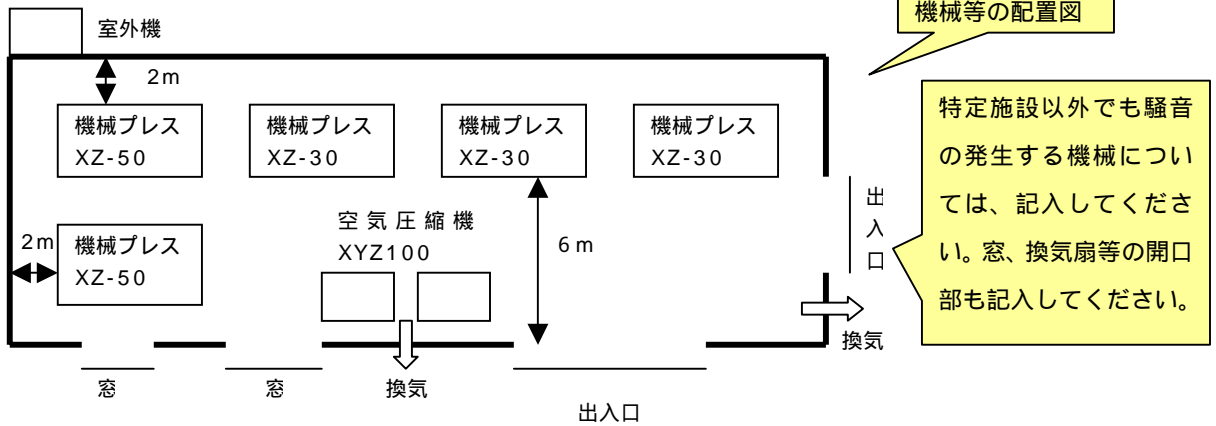 機械等の配置図
室外機
2m
機械プレス
XZ-50
機械プレス
XZ-30
機械プレス
XZ-30
機械プレス
XZ-30
特定施設以外でも騒音
の発生する機械につい
ては、記入してくださ
い。窓、換気扇等の開口
部も記入してください。
出入口
2m
機械プレス
XZ-50
空気圧縮機
XYZ100
6m
換気
窓
窓
換気
出入口